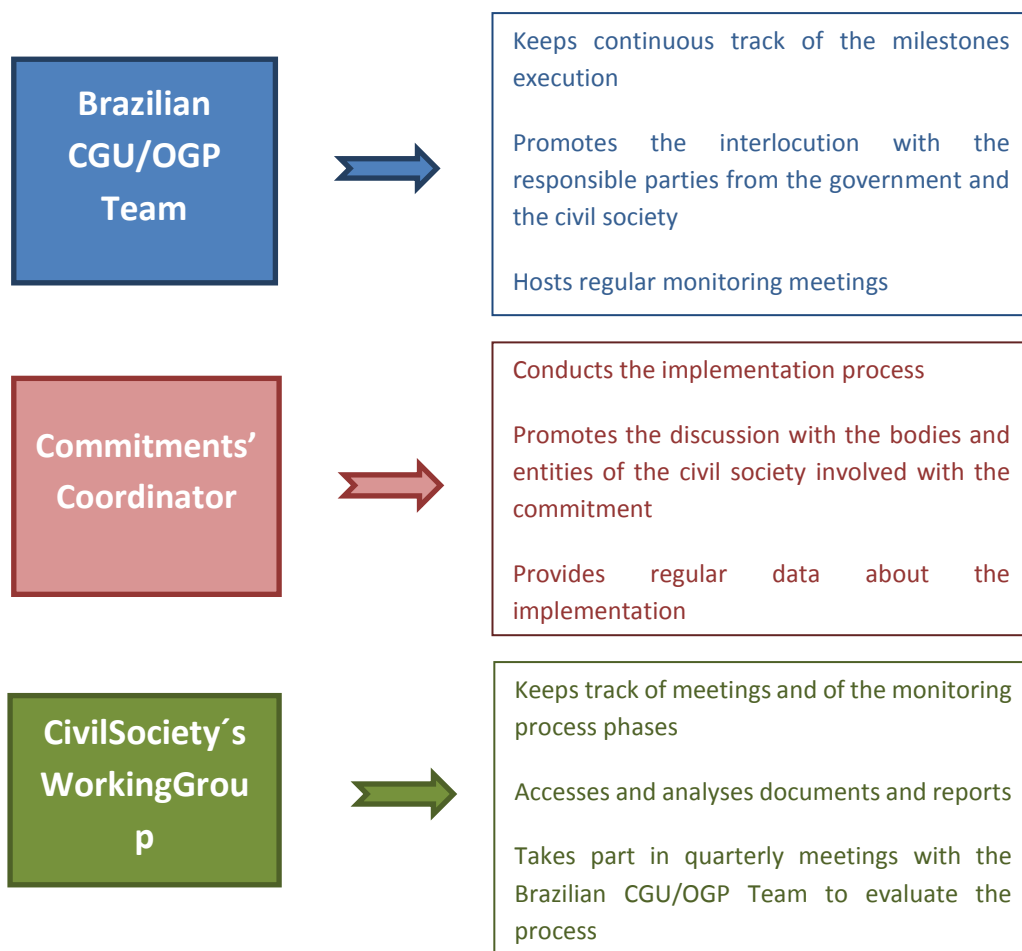 Brazilian
CGU/OGP
Team
Keeps continuous track of the milestones
execution
Promotes the interlocution with the
responsible parties from the government and
the civil society
Hosts regular monitoring meetings
Commitments’
Coordinator
Conducts the implementation process
Promotes the discussion with the bodies and
entities of the civil society involved with the
commitment
Provides regular data about the
implementation
CivilSociety´s
WorkingGrou
p
Keeps track of meetings and of the monitoring
process phases
Accesses and analyses documents and reports
Takes part in quarterly meetings with the
Brazilian CGU/OGP Team to evaluate the
process